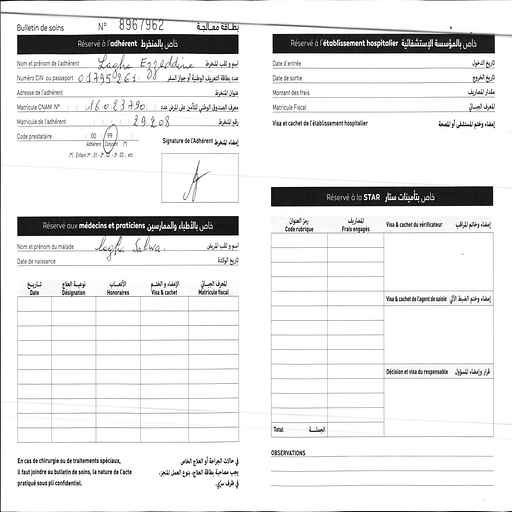 Bulletin de soins N° 8967962 بطاقة معالجة
Réservé à l'adhérent خاص بالمنخرط
Nom et prénom de l'adhérent Lagha Ezzeddine إسم و لقب المنخرط
Numéro CIN ou passeport 01795261 عدد بطاقة التعريف الوطنية أو جواز السفر
Adresse de l'adhérent عنوان المنخرط
Matricule CNAM N° 16023790 معرف الصندوق الوطني للتأمين على المرض عدد
Matricule de l'adhérent 29208 رقم المنخرط
Code prestataire 00 99
Adhérent Conjoint (*)
(*) : Enfant 1er : 01 - 2è : 02 - 3è : 03 ... etc
Signature de l'Adhérent إمضاء المنخرط
Réservé aux médecins et praticiens خاص بالأطباء والممارسين
Nom et prénom du malade Lagha Salwa إسم و لقب المريض
Date de naissance تاريخ الولادة
تاريخ نوعية العلاج الأتعاب الإمضاء و الختم المعرف الجبائي
Date Désignation Honoraires Visa & cachet Matricule fiscal
En cas de chirurgie ou de traitements spéciaux,
il faut joindre au bulletin de soins, la nature de l'acte
pratiqué sous pli confidentiel.
في حالات الجراحة أو العلاج الخاص
يجب مصاحبة بطاقة العلاج، بنوع العمل المنجز،
في ظرف سري.
Réservé à l'établissement hospitalier خاص بالمؤسسة الإستشفائية
Date d'entrée تاريخ الدخول
Date de sortie تاريخ الخروج
Montant des frais مقدار المصاريف
Matricule Fiscal المعرف الجبائي
Visa et cachet de l'établissement hospitalier إمضاء وختم المستشفى أو المصحة
Réservé à la STAR خاص بتأمينات ستار
رمز العنوان المصاريف
Code rubrique Frais engagés
Visa & cachet du vérificateur إمضاء وخاتم المراقب
Visa & cachet de l'agent de saisie إمضاء وختم الضبط الآلي
Décision et visa du responsable قرار وإمضاء المسؤول
Total الجملة
OBSERVATIONS